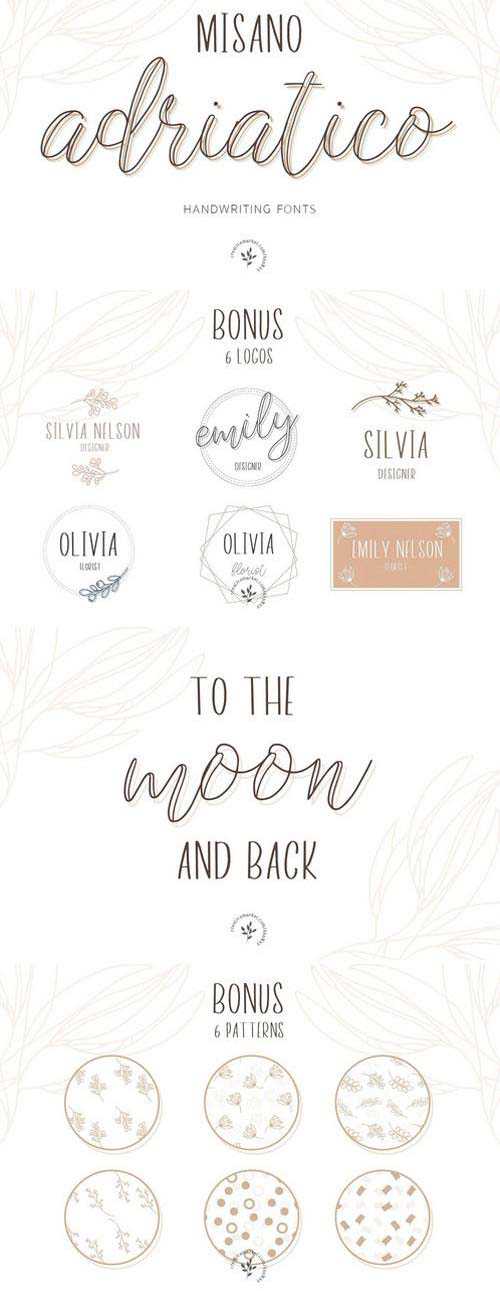 MISANO
adriatico
HANDWRITING FONTS
BONUS
6 LOGOS
SILVIA NELSON
DESIGNER
emily
DESIGNER
SILVIA
DESIGNER
OLIVIA
FLORIST
OLIVIA
florist
EMILY NELSON
FLORIST
TO THE
moon
AND BACK
BONUS
6 PATTERNS